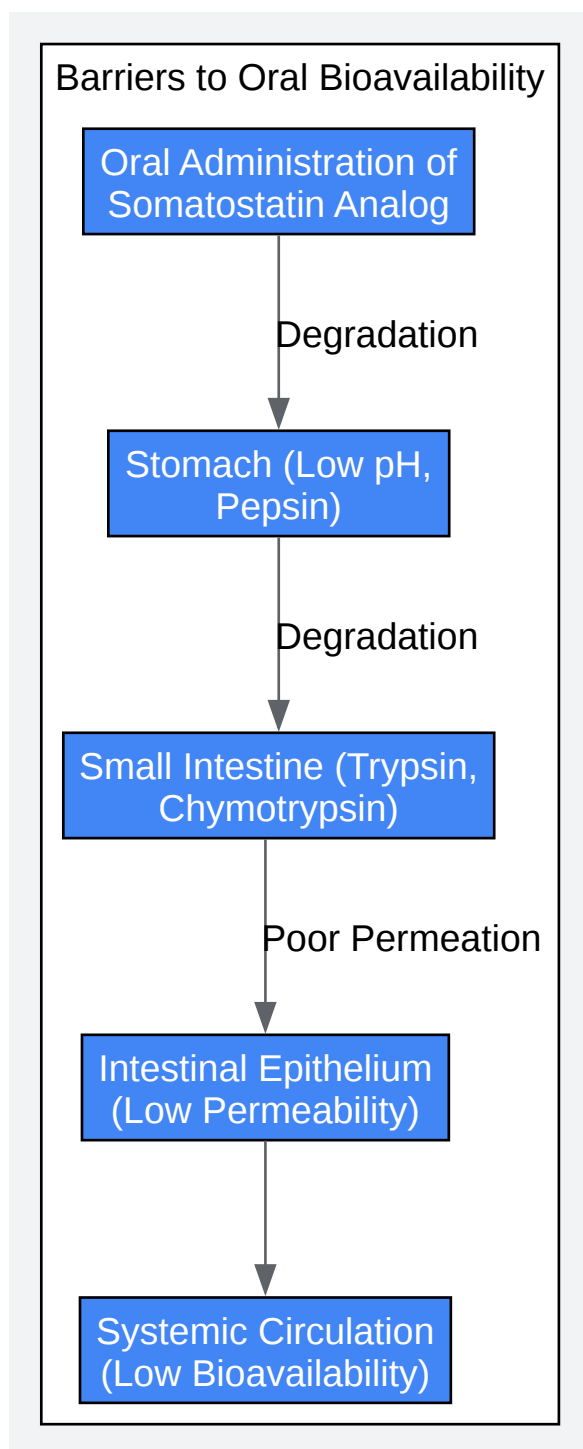 Barriers to Oral Bioavailability
Oral Administration of
Somatostatin Analog
Degradation
Stomach (Low pH,
Pepsin)
Degradation
Small Intestine (Trypsin,
Chymotrypsin)
Poor Permeation
Intestinal Epithelium
(Low Permeability)
Systemic Circulation
(Low Bioavailability)